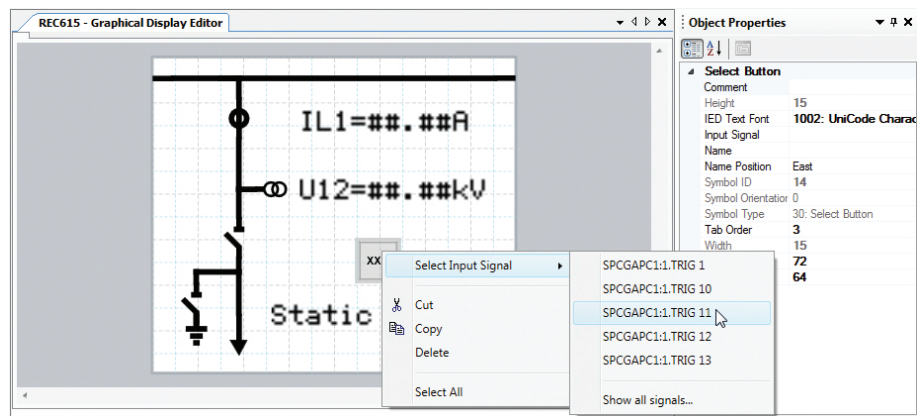 REC615 - Graphical Display Editor
IL1=##.##A
U12=##.##kV
XX
Static
Select Input Signal
Cut
Copy
Delete
Select All
SPCGAPC1:1.TRIG 1
SPCGAPC1:1.TRIG 10
SPCGAPC1:1.TRIG 11
SPCGAPC1:1.TRIG 12
SPCGAPC1:1.TRIG 13
Show all signals...
Object Properties
Select Button
Comment
Height 15
IED Text Font 1002: UniCode Charac
Input Signal
Name
Name Position East
Symbol ID 14
Symbol Orientatior 0
Symbol Type 30: Select Button
Tab Order 3
Width 15
72
64